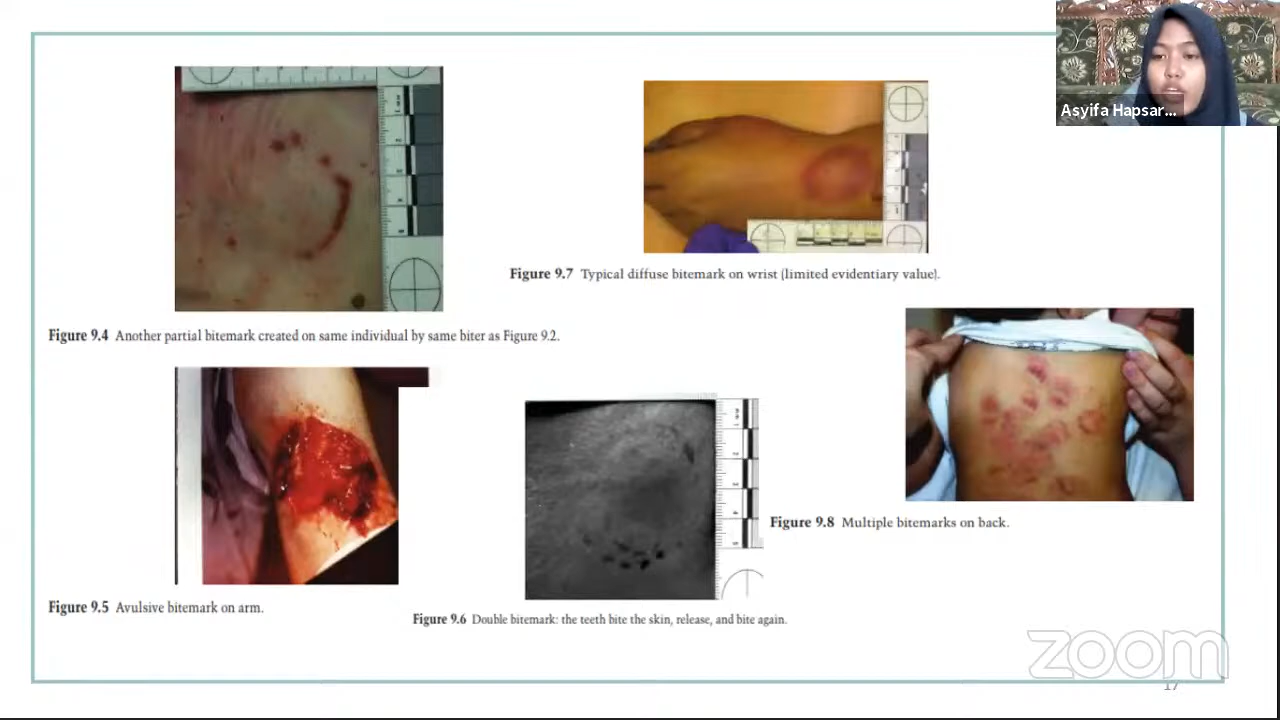 Asyifa Hapsar...
Figure 9.7 Typical diffuse bitemark on wrist (limited evidentiary value).
Figure 9.4 Another partial bitemark created on same individual by same biter as Figure 9.2.
Figure 9.8 Multiple bitemarks on back.
Figure 9.5 Avulsive bitemark on arm.
Figure 9.6 Double bitemark: the teeth bite the skin, release, and bite again.
zoom
17